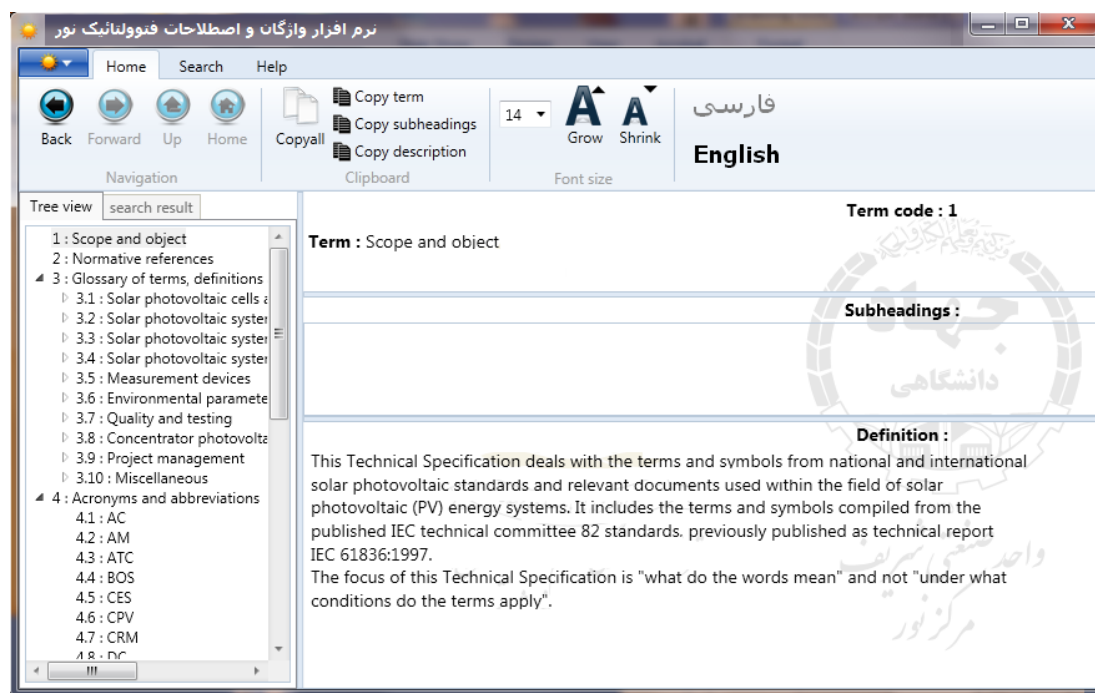 نرم افزار واژگان و اصطلاحات فتوولتائیک نور
Home Search Help
Back Forward Up Home
Navigation
Copyall
Copy term
Copy subheadings
Copy description
Clipboard
14
Grow Shrink
Font size
فارسی
English
Tree view search result
1 : Scope and object
2 : Normative references
3 : Glossary of terms, definitions
3.1 : Solar photovoltaic cells a
3.2 : Solar photovoltaic syster
3.3 : Solar photovoltaic syster
3.4 : Solar photovoltaic syster
3.5 : Measurement devices
3.6 : Environmental paramete
3.7 : Quality and testing
3.8 : Concentrator photovolta
3.9 : Project management
3.10 : Miscellaneous
4 : Acronyms and abbreviations
4.1 : AC
4.2 : AM
4.3 : ATC
4.4 : BOS
4.5 : CES
4.6 : CPV
4.7 : CRM
4.8 : DC
Term code : 1
Term : Scope and object
Subheadings :
Definition :
This Technical Specification deals with the terms and symbols from national and international
solar photovoltaic standards and relevant documents used within the field of solar
photovoltaic (PV) energy systems. It includes the terms and symbols compiled from the
published IEC technical committee 82 standards. previously published as technical report
IEC 61836:1997.
The focus of this Technical Specification is "what do the words mean" and not "under what
conditions do the terms apply".
جهاد
دانشگاهی
واحد صنعتی شریف
مرکز نور